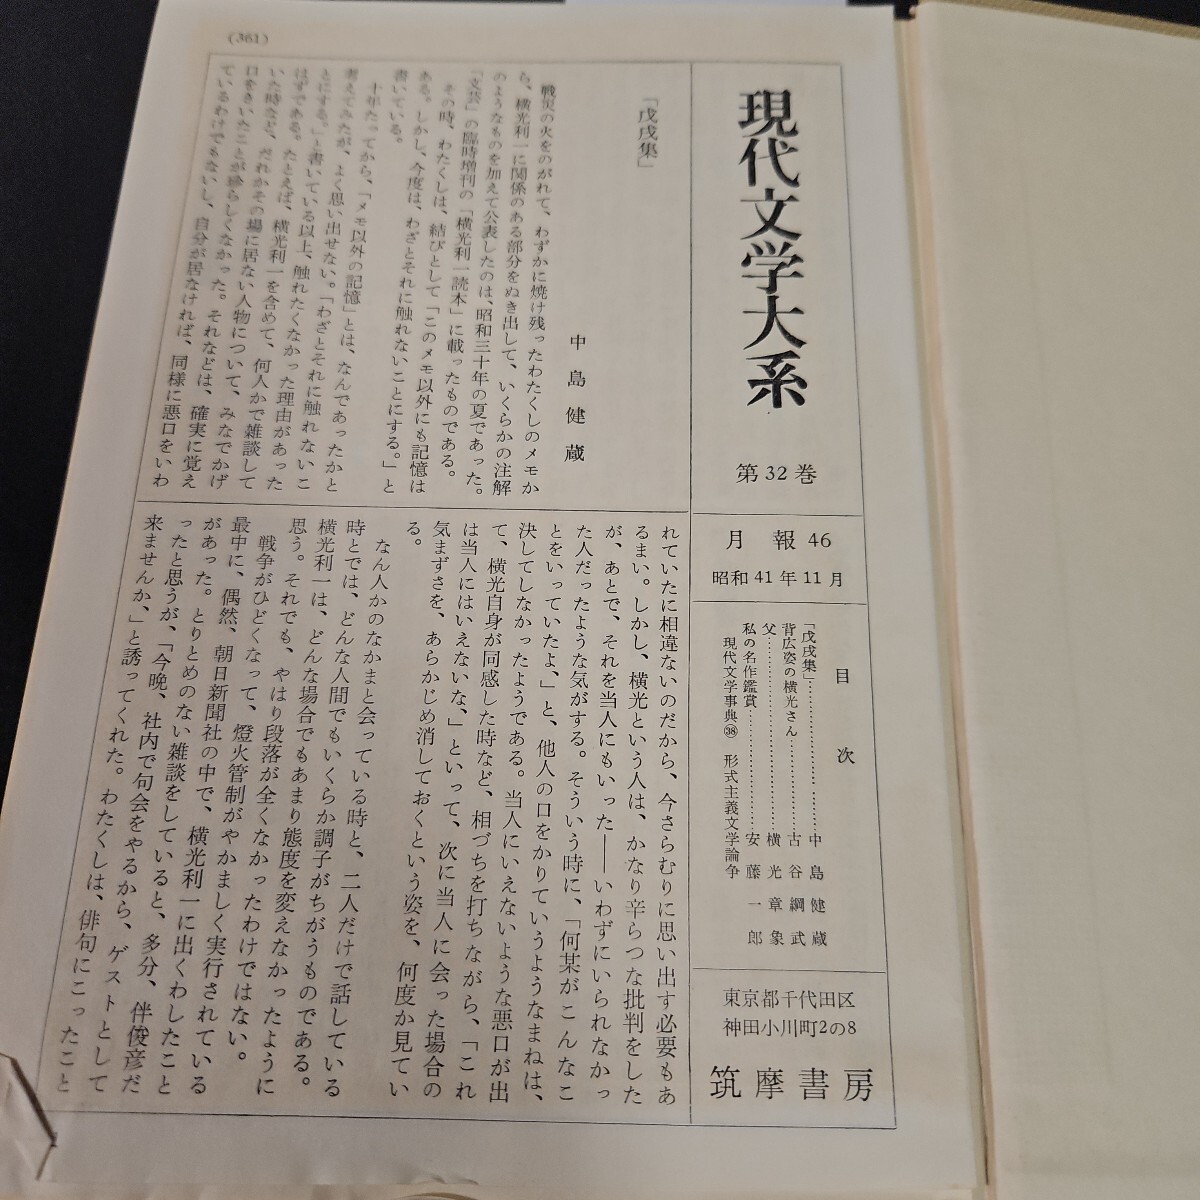 (361)
現代文学大系
第32巻
月報46
昭和41年11月
目次
「戊戌集」………………中島健蔵
背広姿の横光さん………古谷綱武
父…………………………横光象
私の名作鑑賞……………安藤一郎
現代文学事典㊳ 形式主義文学論争
東京都千代田区
神田小川町2の8
筑摩書房
「戊戌集」
中島健蔵
戦災の火をのがれて、わずかに焼け残ったわたくしのメモか
ら、横光利一に関係のある部分をぬき出して、いくらかの注解
のようなものを加えて公表したのは、昭和三十年の夏であった。
「文芸」の臨時増刊の「横光利一読本」に載ったものである。
その時、わたくしは、結びとして「このメモ以外にも記憶は
ある。しかし、今度は、わざとそれに触れないことにする。」と
書いている。
十年たってから、「メモ以外の記憶」とは、なんであったかと
考えてみたが、よく思い出せない。「わざとそれに触れないこ
とにする。」と書いている以上、触れたくなかった理由があった
はずである。たとえば、横光利一を含めて、何人かで雑談して
いた時など、だれかその場に居ない人物について、みなでかげ
口をきいたことが珍らしくなかった。それなどは、確実に覚え
ているわけでもないし、自分が居なければ、同様に悪口をいわ
れていたに相違ないのだから、今さらむりに思い出す必要もあ
るまい。しかし、横光という人は、かなり辛らつな批判をした
が、あとで、それを当人にもいった――いわずにいられなかっ
た人だったような気がする。そういう時に、「何某がこんなこ
とをいっていたよ、」と、他人の口をかりていうようなまねは、
決してしなかったようである。当人にいえないような悪口が出
て、横光自身が同感した時など、相づちを打ちながら、「これ
は当人にはいえないな、」といって、次に当人に会った場合の
気まずさを、あらかじめ消しておくという姿を、何度か見てい
る。
なん人かのなかまと会っている時と、二人だけで話している
時とでは、どんな人間でもいくらか調子がちがうものである。
横光利一は、どんな場合でもあまり態度を変えなかったように
思う。それでも、やはり段落が全くなかったわけではない。
戦争がひどくなって、燈火管制がやかましく実行されている
最中に、偶然、朝日新聞社の中で、横光利一に出くわしたこと
があった。とりとめのない雑談をしていると、多分、伴俊彦だ
ったと思うが、「今晩、社内で句会をやるから、ゲストとして
来ませんか、」と誘ってくれた。わたくしは、俳句にこったこと